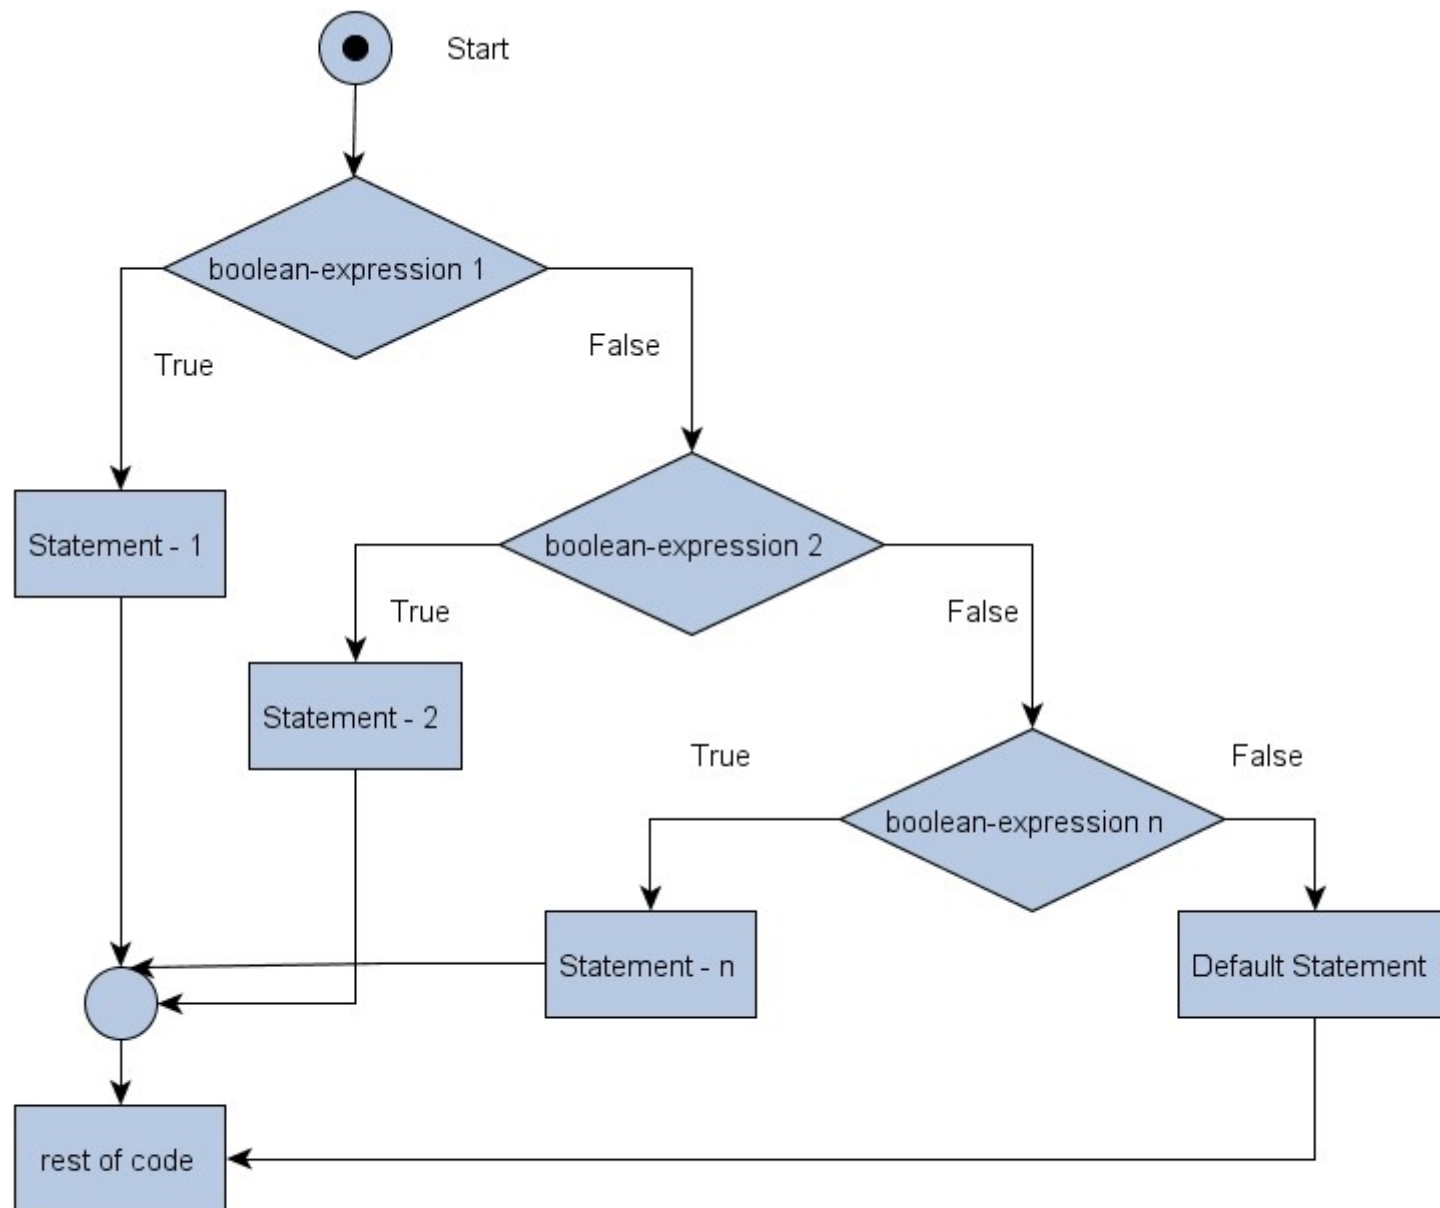 Start
boolean-expression 1
True
False
Statement - 1
boolean-expression 2
True
False
Statement - 2
True
False
boolean-expression n
Statement - n
Default Statement
rest of code